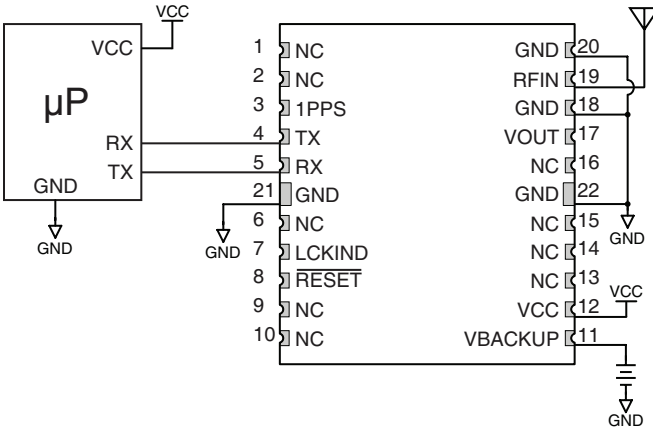 VCC
VCC
µP
RX
TX
GND
GND
1 NC
2 NC
3 1PPS
4 TX
5 RX
21 GND
GND
6 NC
7 LCKIND
8 RESET
9 NC
10 NC
GND 20
RFIN 19
GND 18
VOUT 17
NC 16
GND 22
NC 15
GND
NC 14
NC 13
VCC
VCC 12
VBACKUP 11
GND